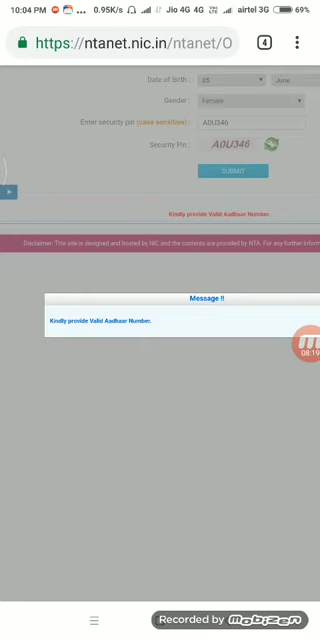 10:04 PM ... 0.95K/s Jio 4G 4G VoLTE airtel 3G 69%
https://ntanet.nic.in/ntanet/O 4
Date of Birth : 05 June
Gender : Female
Enter security pin (case sensitive) : A0U346
Security Pin : A0U346
SUBMIT
Kindly provide Valid Aadhaar Number.
Disclaimer: This site is designed and hosted by NIC and the contents are provided by NTA. For any further inform
Message !!
Kindly provide Valid Aadhaar Number.
08:19
Recorded by mobizen